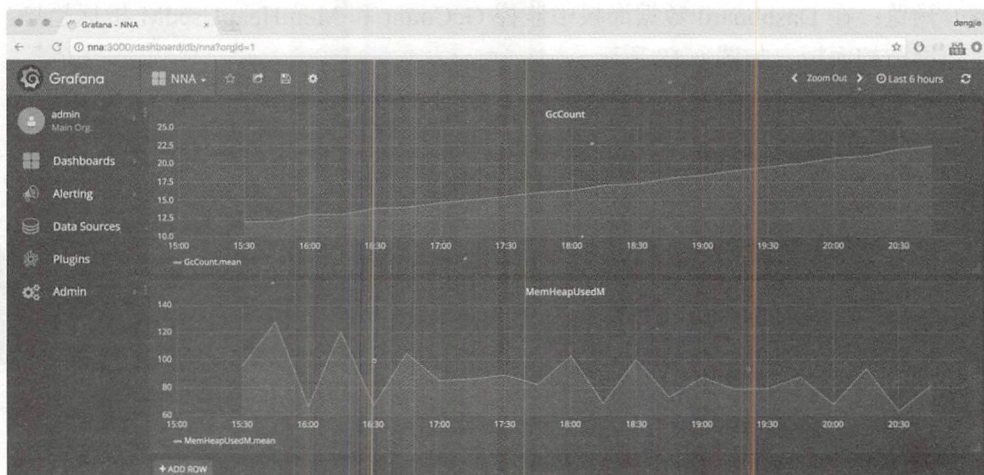 Grafana - NNA
dengjie
nna:3000/dashboard/db/nna?orgId=1
Grafana
NNA
Zoom Out
Last 6 hours
admin
Main Org.
Dashboards
Alerting
Data Sources
Plugins
Admin
GcCount
25.0
22.5
20.0
17.5
15.0
12.5
10.0
15:00 15:30 16:00 16:30 17:00 17:30 18:00 18:30 19:00 19:30 20:00 20:30
GcCount.mean
MemHeapUsedM
140
120
100
80
60
15:00 15:30 16:00 16:30 17:00 17:30 18:00 18:30 19:00 19:30 20:00 20:30
MemHeapUsedM.mean
+ ADD ROW